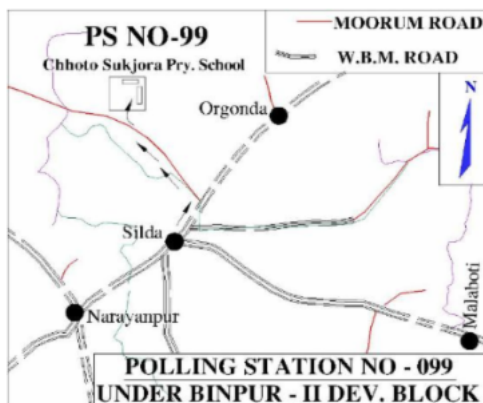 PS NO-99
Chhoto Sukjora Pry. School
MOORUM ROAD
W.B.M. ROAD
N
Orgonda
Silda
Narayanpur
Malaboti
POLLING STATION NO - 099
UNDER BINPUR - II DEV. BLOCK